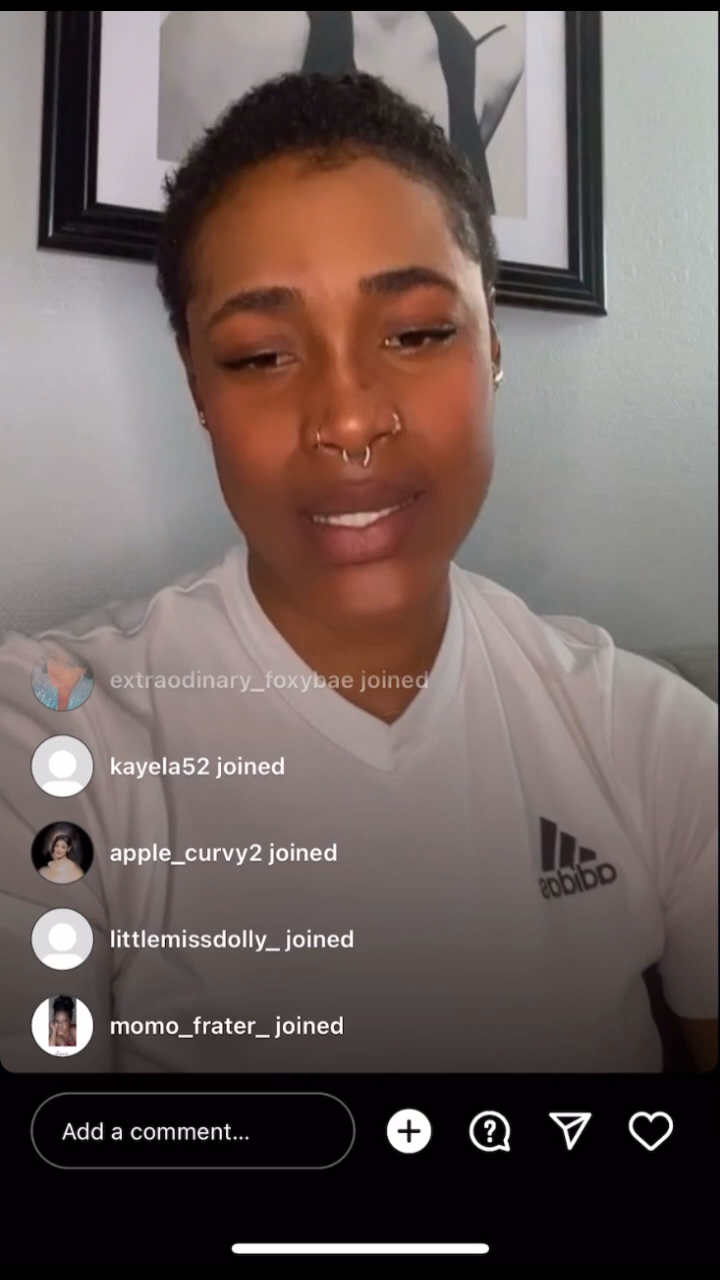 extraodinary_foxybae joined
kayela52 joined
apple_curvy2 joined
adidas
littlemissdolly_ joined
momo_frater_ joined
Add a comment...